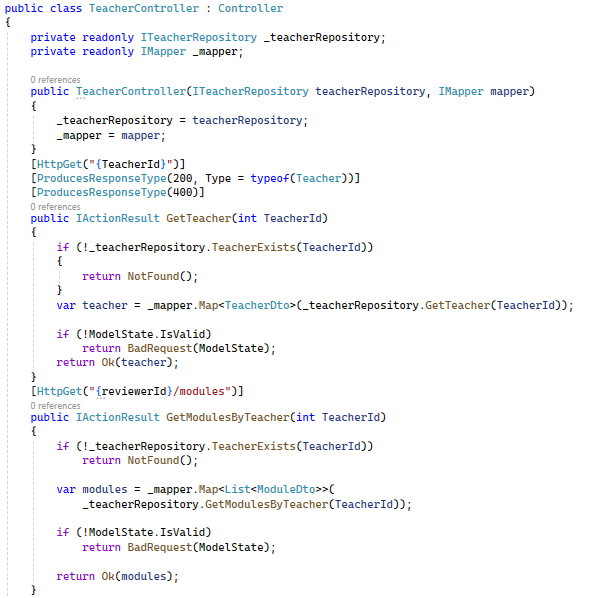 public class TeacherController : Controller
{
    private readonly ITeacherRepository _teacherRepository;
    private readonly IMapper _mapper;
    0 references
    public TeacherController(ITeacherRepository teacherRepository, IMapper mapper)
    {
        _teacherRepository = teacherRepository;
        _mapper = mapper;
    }
    [HttpGet("{TeacherId}")]
    [ProducesResponseType(200, Type = typeof(Teacher))]
    [ProducesResponseType(400)]
    0 references
    public IActionResult GetTeacher(int TeacherId)
    {
        if (!_teacherRepository.TeacherExists(TeacherId))
        {
            return NotFound();
        }
        var teacher = _mapper.Map<TeacherDto>(_teacherRepository.GetTeacher(TeacherId));
        if (!ModelState.IsValid)
            return BadRequest(ModelState);
        return Ok(teacher);
    }
    [HttpGet("{reviewerId}/modules")]
    0 references
    public IActionResult GetModulesByTeacher(int TeacherId)
    {
        if (!_teacherRepository.TeacherExists(TeacherId))
            return NotFound();
        var modules = _mapper.Map<List<ModuleDto>>(
            _teacherRepository.GetModulesByTeacher(TeacherId));
        if (!ModelState.IsValid)
            return BadRequest(ModelState);
        return Ok(modules);
    }